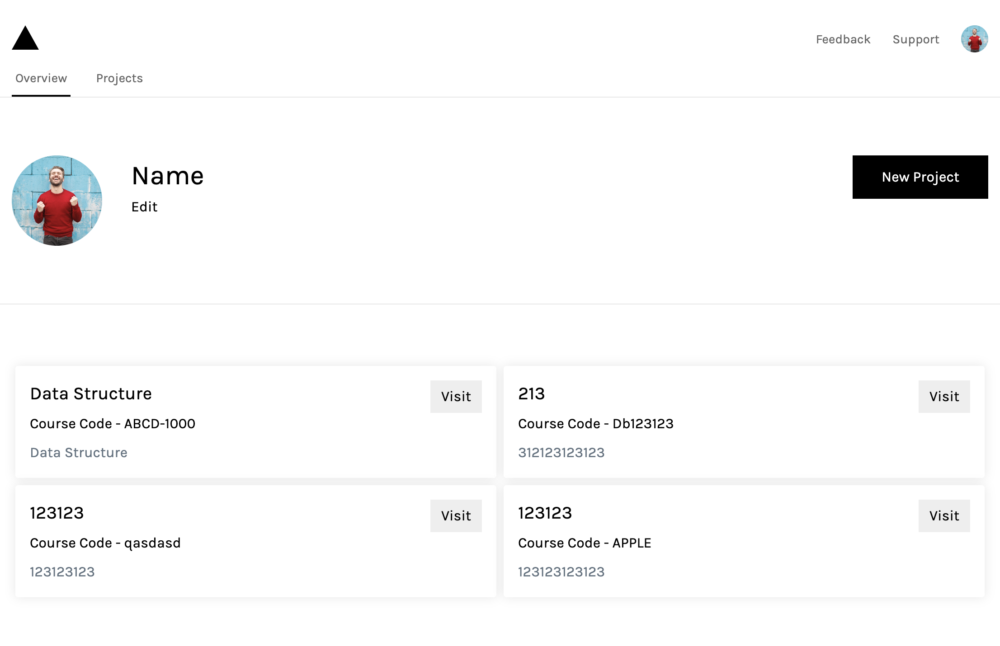 Feedback
Support
Overview
Projects
Name
Edit
New Project
Data Structure
Visit
Course Code - ABCD-1000
Data Structure
213
Visit
Course Code - Db123123
312123123123
123123
Visit
Course Code - qasdasd
123123123
123123
Visit
Course Code - APPLE
123123123123